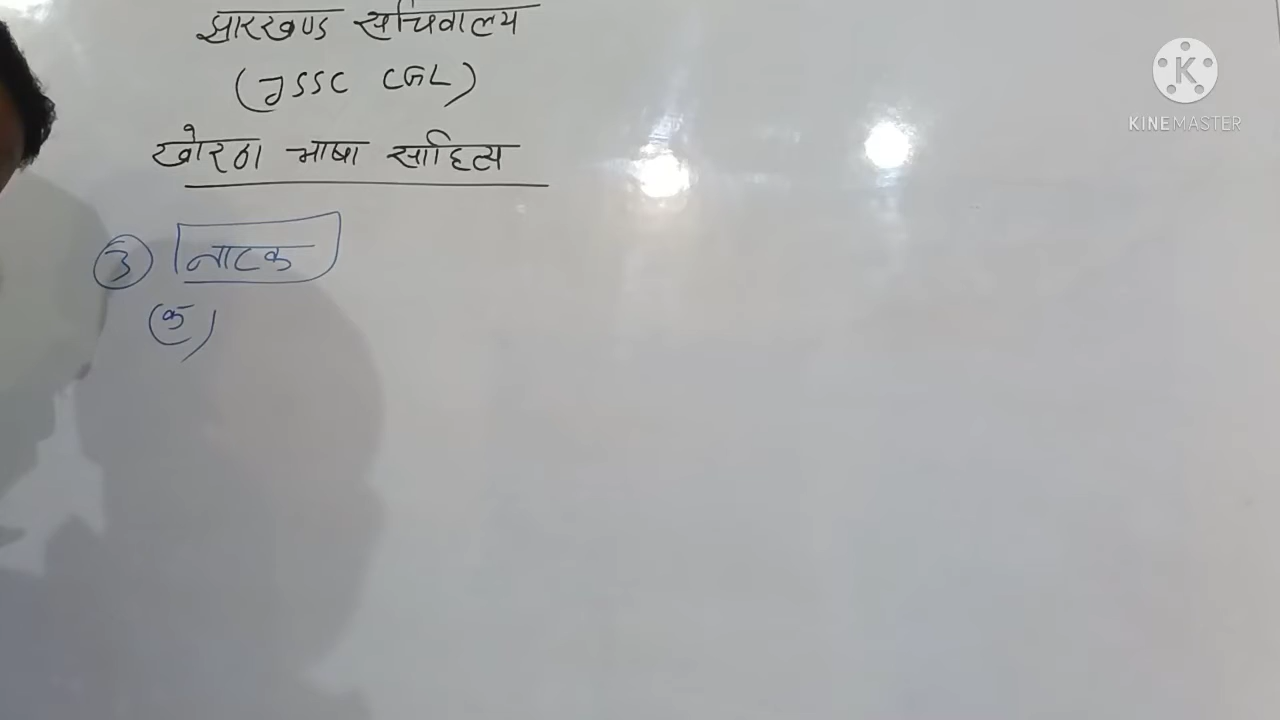 झारखण्ड सचिवालय
(JSSC CGL)
खोरठा भाषा साहित्य
3 नाटक
(क)
KINEMASTER